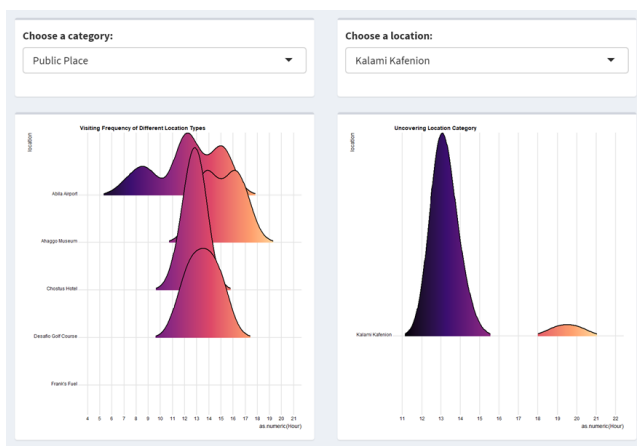 Choose a category:
Public Place
Choose a location:
Kalami Kafenion
Visiting Frequency of Different Location Types
location
Abila Airport
Ahaggo Museum
Chostus Hotel
Desafio Golf Course
Frank's Fuel
4 5 6 7 8 9 10 11 12 13 14 15 16 17 18 19 20 21
as.numeric(Hour)
Uncovering Location Category
location
Kalami Kafenion
11 12 13 14 15 16 17 18 19 20 21 22
as.numeric(Hour)